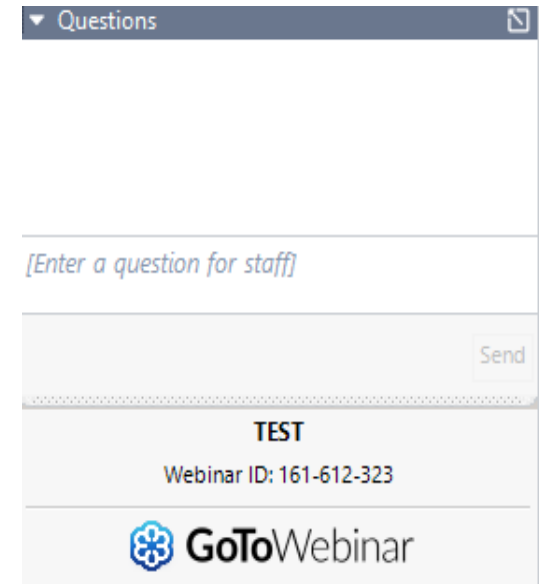 Questions
[Enter a question for staff]
Send
TEST
Webinar ID: 161-612-323
GoToWebinar